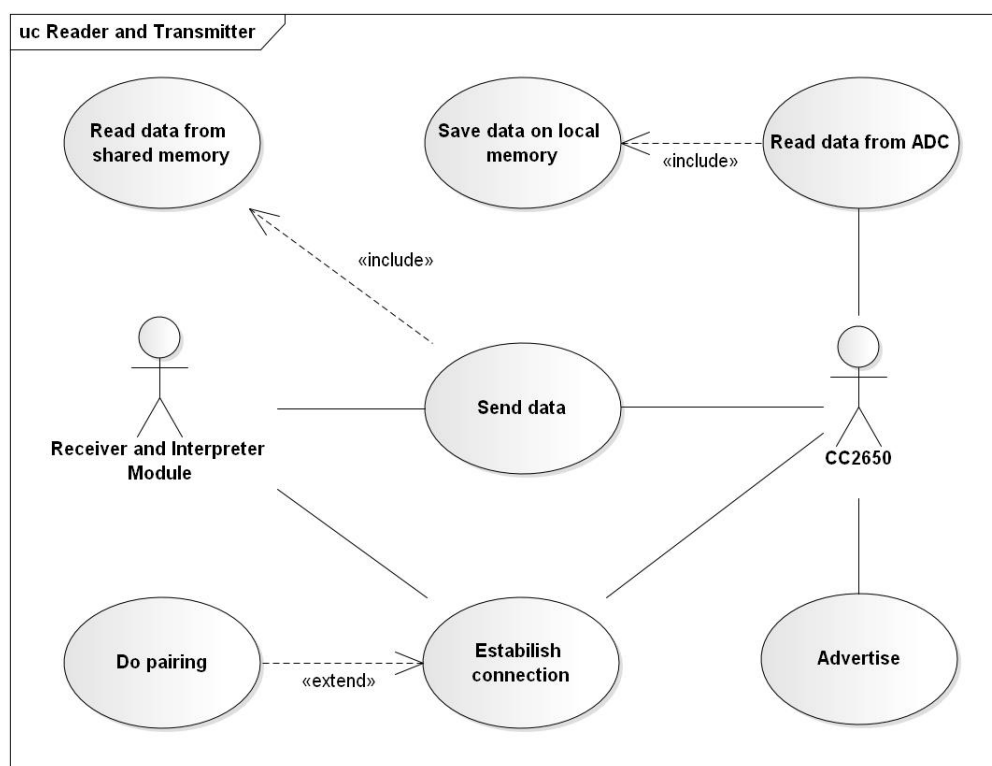 uc Reader and Transmitter
Read data from
shared memory
Save data on local
memory
Read data from ADC
«include»
«include»
Send data
Receiver and Interpreter
Module
CC2650
Do pairing
«extend»
Estabilish
connection
Advertise